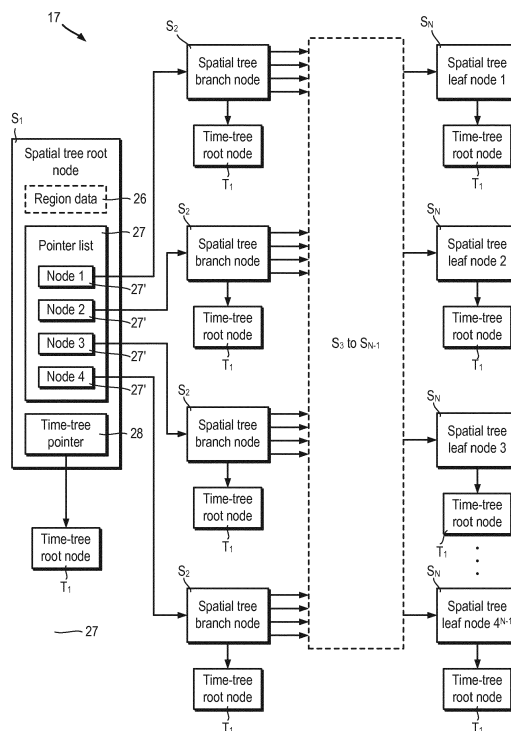 17
S1
Spatial tree root
node
Region data
26
Pointer list
27
Node 1
27'
Node 2
27'
Node 3
27'
Node 4
27'
Time-tree
pointer
28
Time-tree
root node
T1
27
S2
Spatial tree
branch node
Time-tree
root node
T1
S2
Spatial tree
branch node
Time-tree
root node
T1
S2
Spatial tree
branch node
Time-tree
root node
T1
S2
Spatial tree
branch node
Time-tree
root node
T1
S3 to SN-1
SN
Spatial tree
leaf node 1
Time-tree
root node
T1
SN
Spatial tree
leaf node 2
Time-tree
root node
T1
SN
Spatial tree
leaf node 3
Time-tree
root node
T1
SN
Spatial tree
leaf node 4N-1
Time-tree
root node
T1